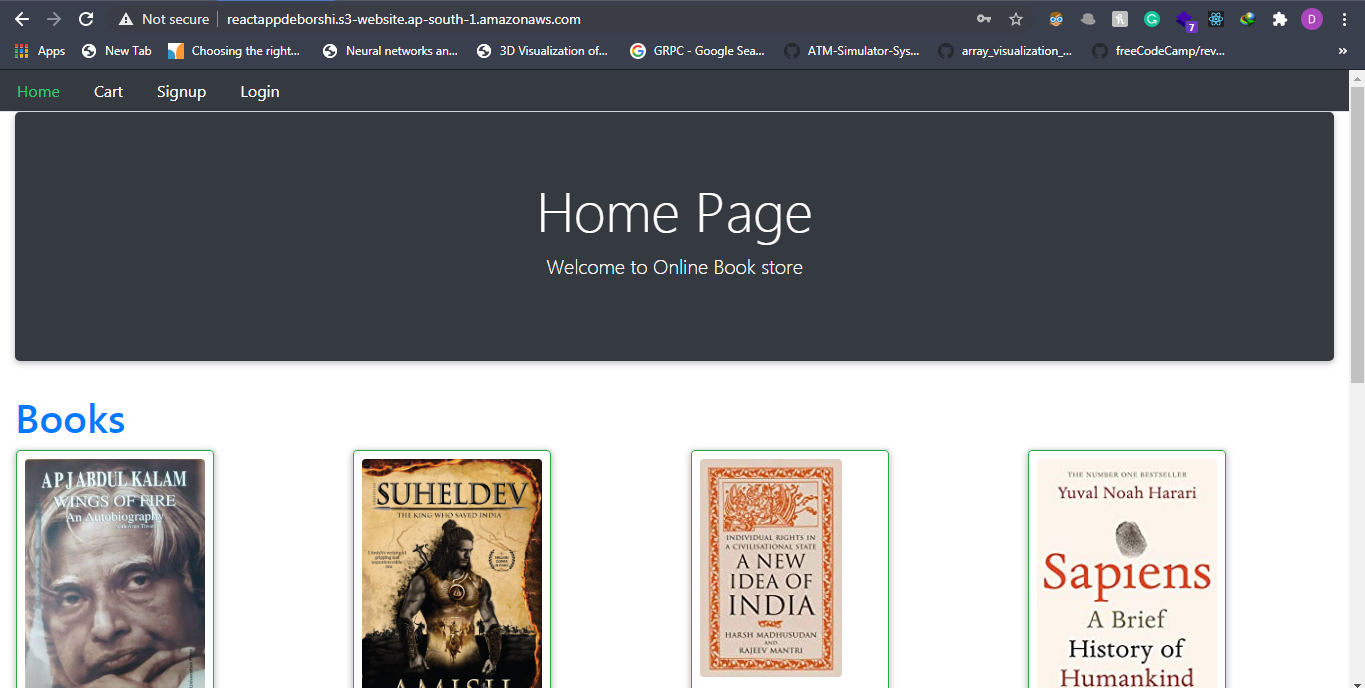 Not secure
reactappdeborshi.s3-website.ap-south-1.amazonaws.com
7
D
Apps
New Tab
Choosing the right...
Neural networks an...
3D Visualization of...
GRPC - Google Sea...
ATM-Simulator-Sys...
array_visualization_...
freeCodeCamp/rev...
»
Home
Cart
Signup
Login
Home Page
Welcome to Online Book store
Books
APJ ABDUL KALAM
WINGS OF FIRE
An Autobiography
SUHELDEV
THE KING WHO SAVED INDIA
AMISH
INDIVIDUAL RIGHTS IN
A CIVILISATIONAL STATE
A NEW
IDEA OF
INDIA
HARSH MADHUSUDAN
AND
RAJEEV MANTRI
THE NUMBER ONE BESTSELLER
Yuval Noah Harari
Sapiens
A Brief
History of
Humankind